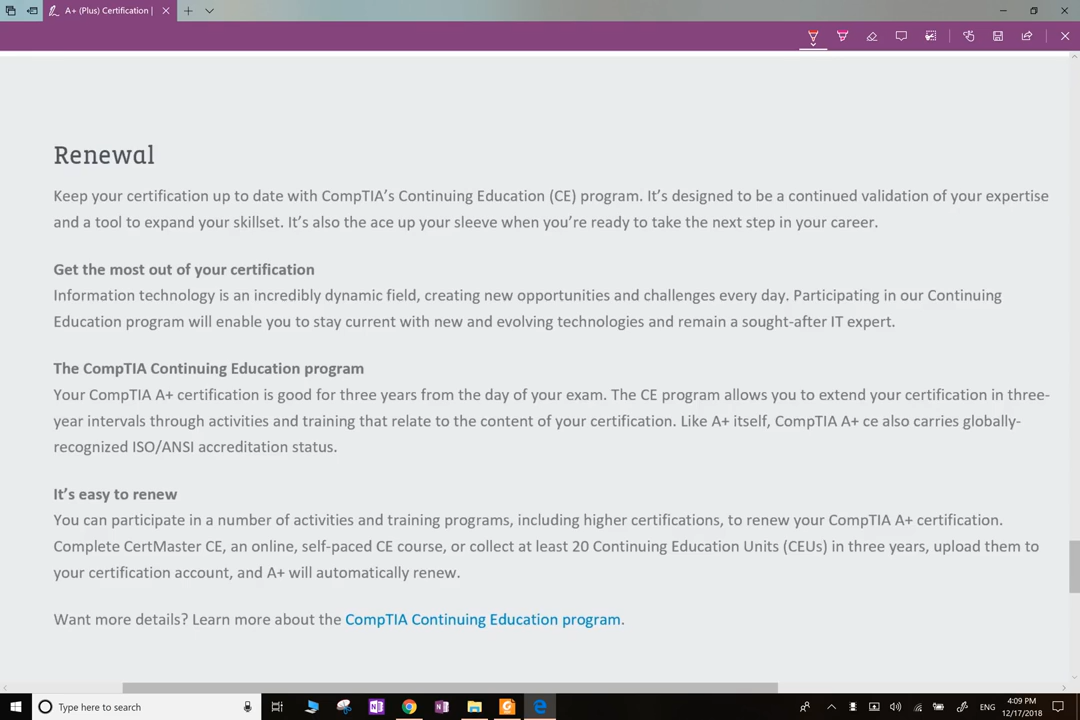 A+ (Plus) Certification |
Renewal
Keep your certification up to date with CompTIA's Continuing Education (CE) program. It's designed to be a continued validation of your expertise
and a tool to expand your skillset. It's also the ace up your sleeve when you're ready to take the next step in your career.
Get the most out of your certification
Information technology is an incredibly dynamic field, creating new opportunities and challenges every day. Participating in our Continuing
Education program will enable you to stay current with new and evolving technologies and remain a sought-after IT expert.
The CompTIA Continuing Education program
Your CompTIA A+ certification is good for three years from the day of your exam. The CE program allows you to extend your certification in three-
year intervals through activities and training that relate to the content of your certification. Like A+ itself, CompTIA A+ ce also carries globally-
recognized ISO/ANSI accreditation status.
It's easy to renew
You can participate in a number of activities and training programs, including higher certifications, to renew your CompTIA A+ certification.
Complete CertMaster CE, an online, self-paced CE course, or collect at least 20 Continuing Education Units (CEUs) in three years, upload them to
your certification account, and A+ will automatically renew.
Want more details? Learn more about the CompTIA Continuing Education program.
Type here to search
ENG
4:09 PM
12/17/2018